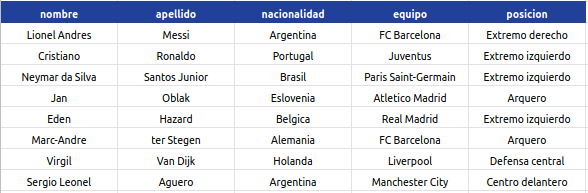 nombre apellido nacionalidad equipo posicion
Lionel Andres Messi Argentina FC Barcelona Extremo derecho
Cristiano Ronaldo Portugal Juventus Extremo izquierdo
Neymar da Silva Santos Junior Brasil Paris Saint-Germain Extremo izquierdo
Jan Oblak Eslovenia Atletico Madrid Arquero
Eden Hazard Belgica Real Madrid Extremo izquierdo
Marc-Andre ter Stegen Alemania FC Barcelona Arquero
Virgil Van Dijk Holanda Liverpool Defensa central
Sergio Leonel Aguero Argentina Manchester City Centro delantero